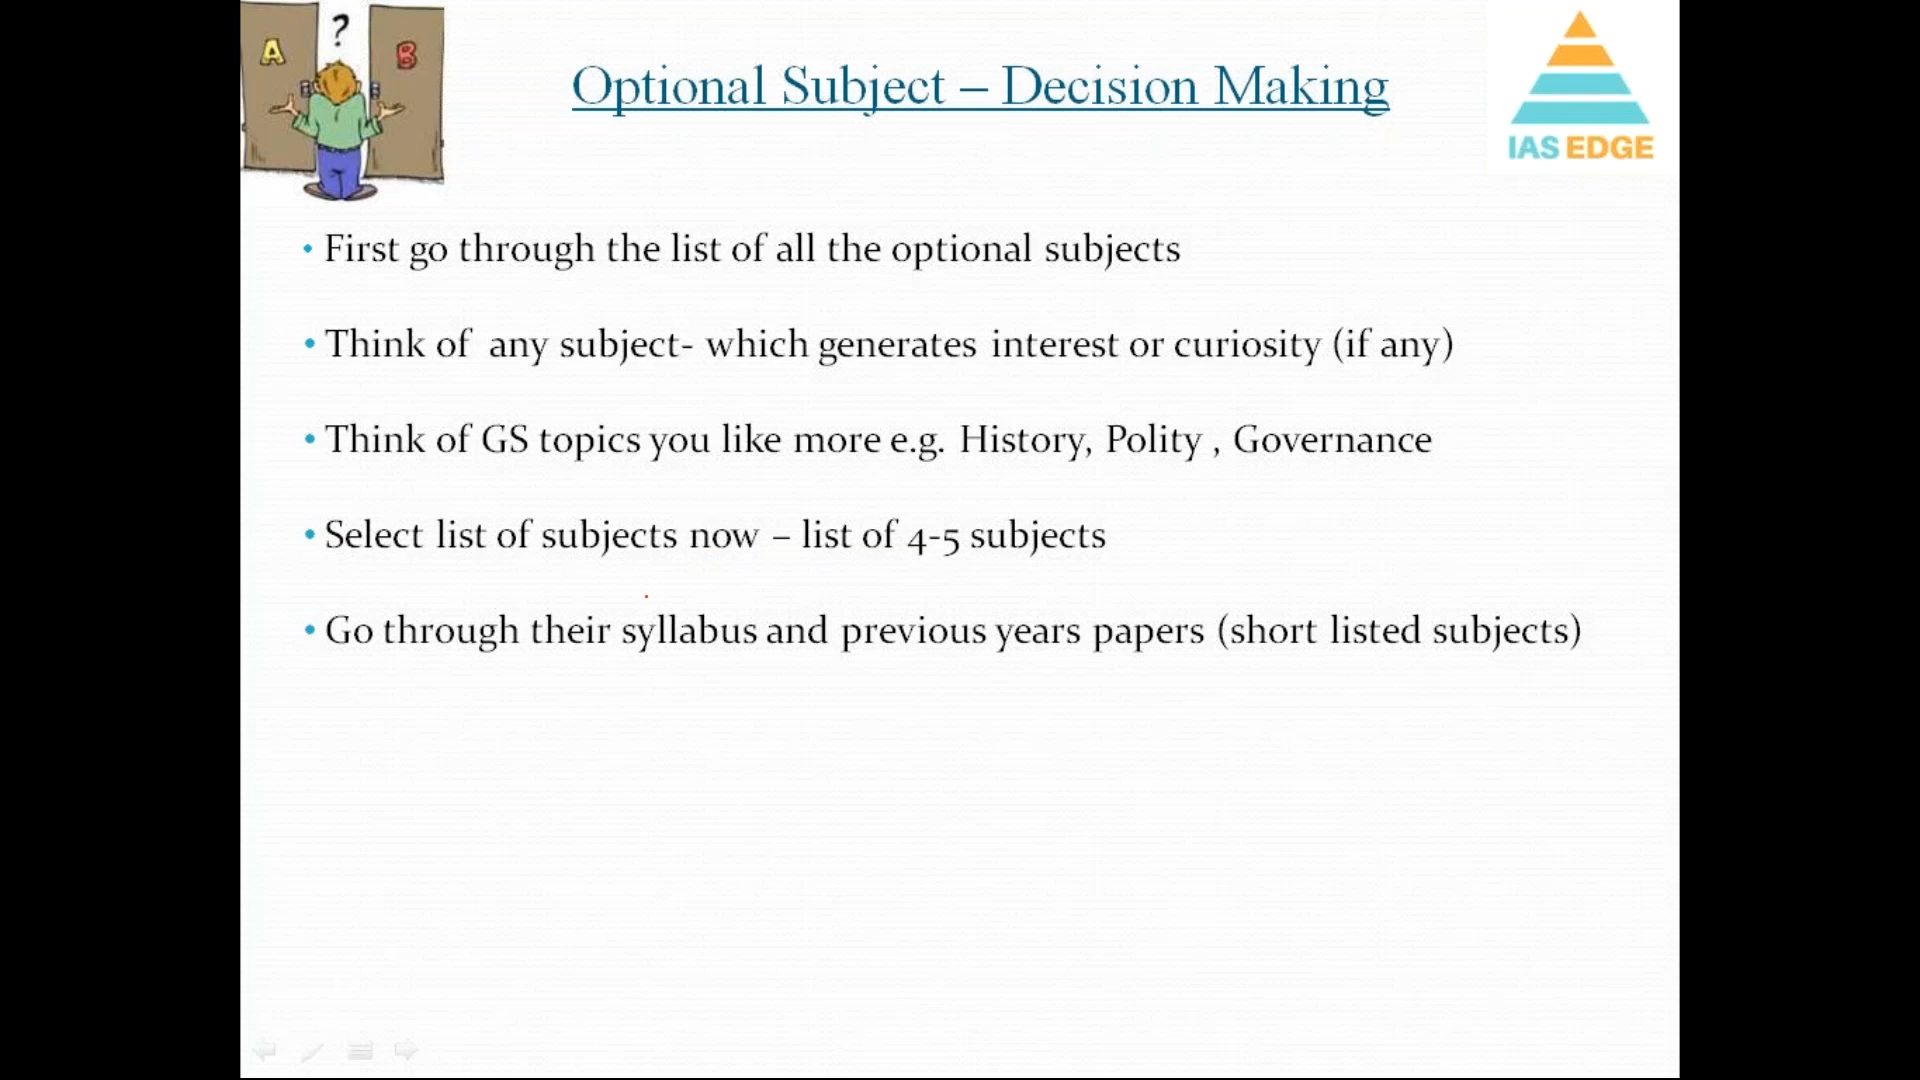 A ? B
Optional Subject – Decision Making
IAS EDGE
• First go through the list of all the optional subjects
• Think of any subject- which generates interest or curiosity (if any)
• Think of GS topics you like more e.g. History, Polity , Governance
• Select list of subjects now – list of 4-5 subjects
• Go through their syllabus and previous years papers (short listed subjects)